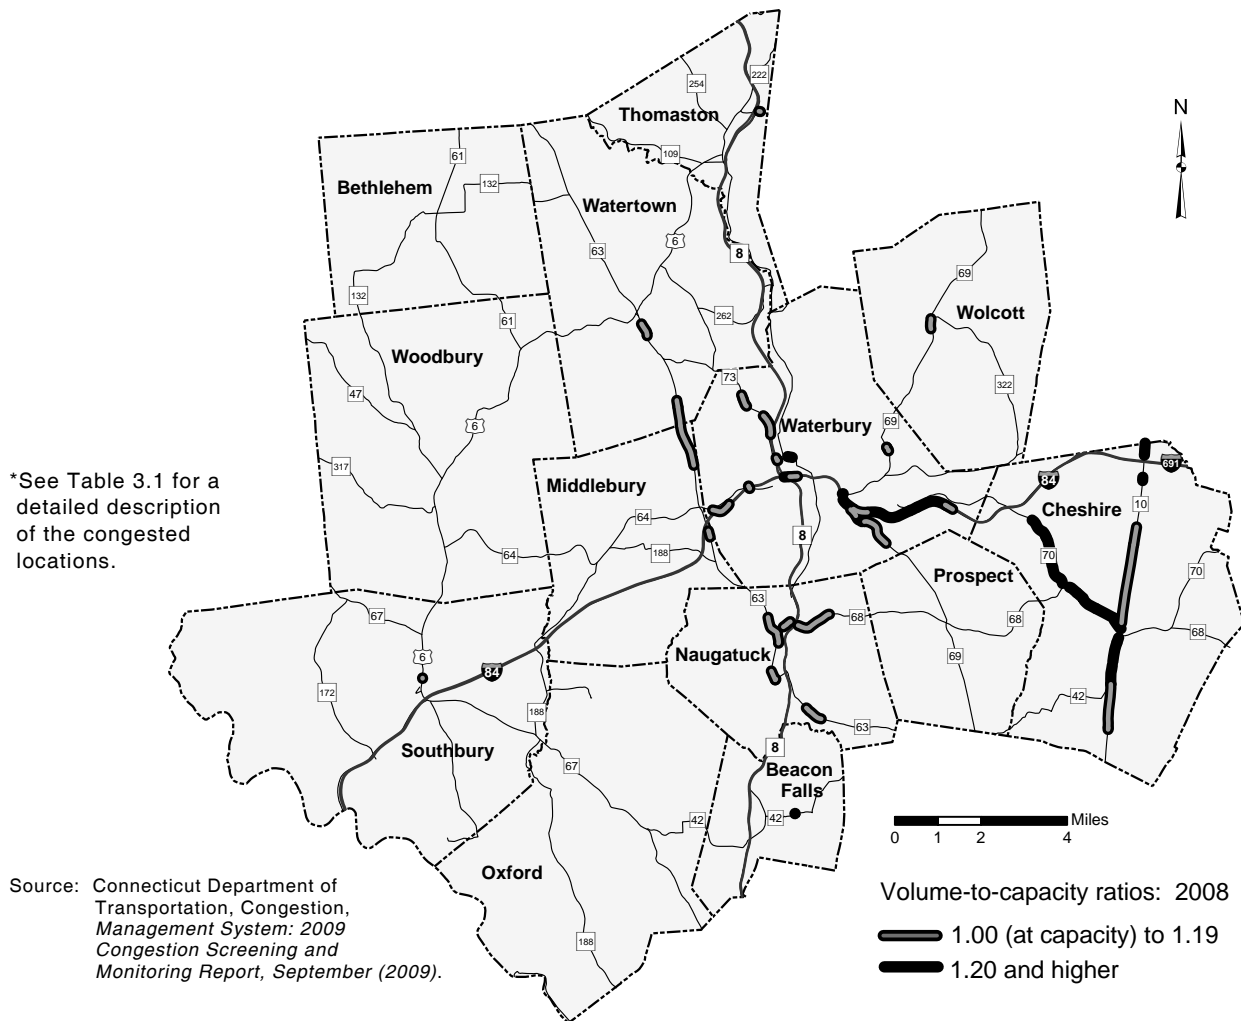 222
254
Thomaston
N
109
61
Bethlehem
132
Watertown
6
63
8
69
Wolcott
132
61
262
Woodbury
73
322
47
6
69
Waterbury
317
*See Table 3.1 for a
detailed description
of the congested
locations.
Middlebury
84
691
10
Cheshire
64
64
188
8
70
Prospect
70
67
63
68
68
68
6
Naugatuck
69
84
172
188
42
63
Southbury
8
Beacon
Falls
67
42
42
Miles
0 1 2 4
Oxford
Source: Connecticut Department of
Transportation, Congestion,
Management System: 2009
Congestion Screening and
Monitoring Report, September (2009).
188
Volume-to-capacity ratios: 2008
1.00 (at capacity) to 1.19
1.20 and higher